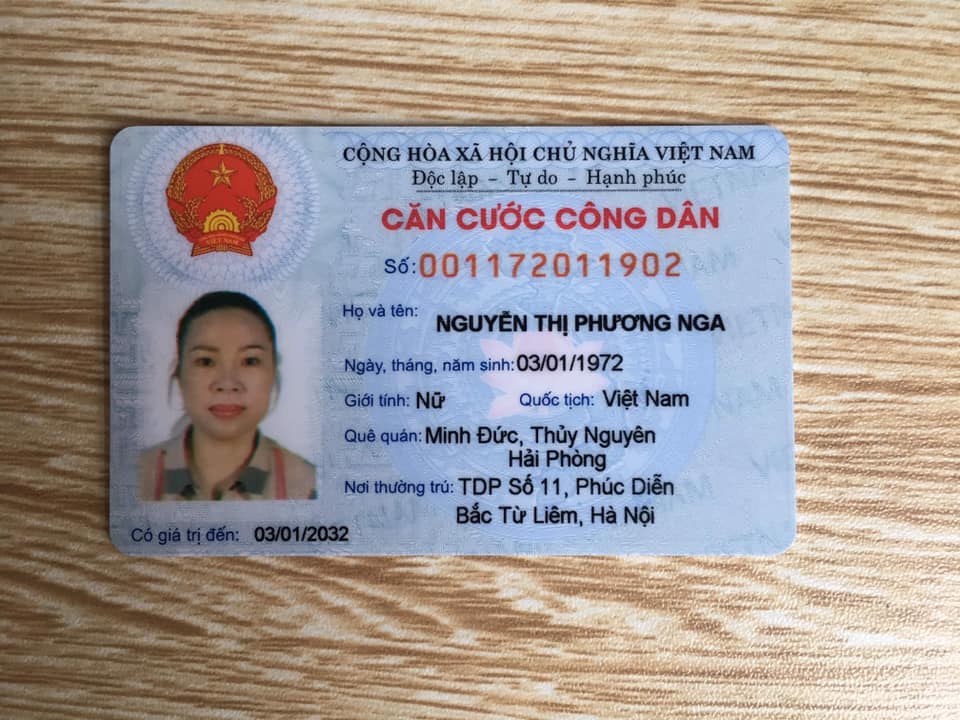 CỘNG HÒA XÃ HỘI CHỦ NGHĨA VIỆT NAM
Độc lập – Tự do – Hạnh phúc
CĂN CƯỚC CÔNG DÂN
Số: 001172011902
Họ và tên: NGUYỄN THỊ PHƯƠNG NGA
Ngày, tháng, năm sinh: 03/01/1972
Giới tính: Nữ Quốc tịch: Việt Nam
Quê quán: Minh Đức, Thủy Nguyên
Hải Phòng
Nơi thường trú: TDP Số 11, Phúc Diễn
Bắc Từ Liêm, Hà Nội
Có giá trị đến: 03/01/2032
VIỆT NAM